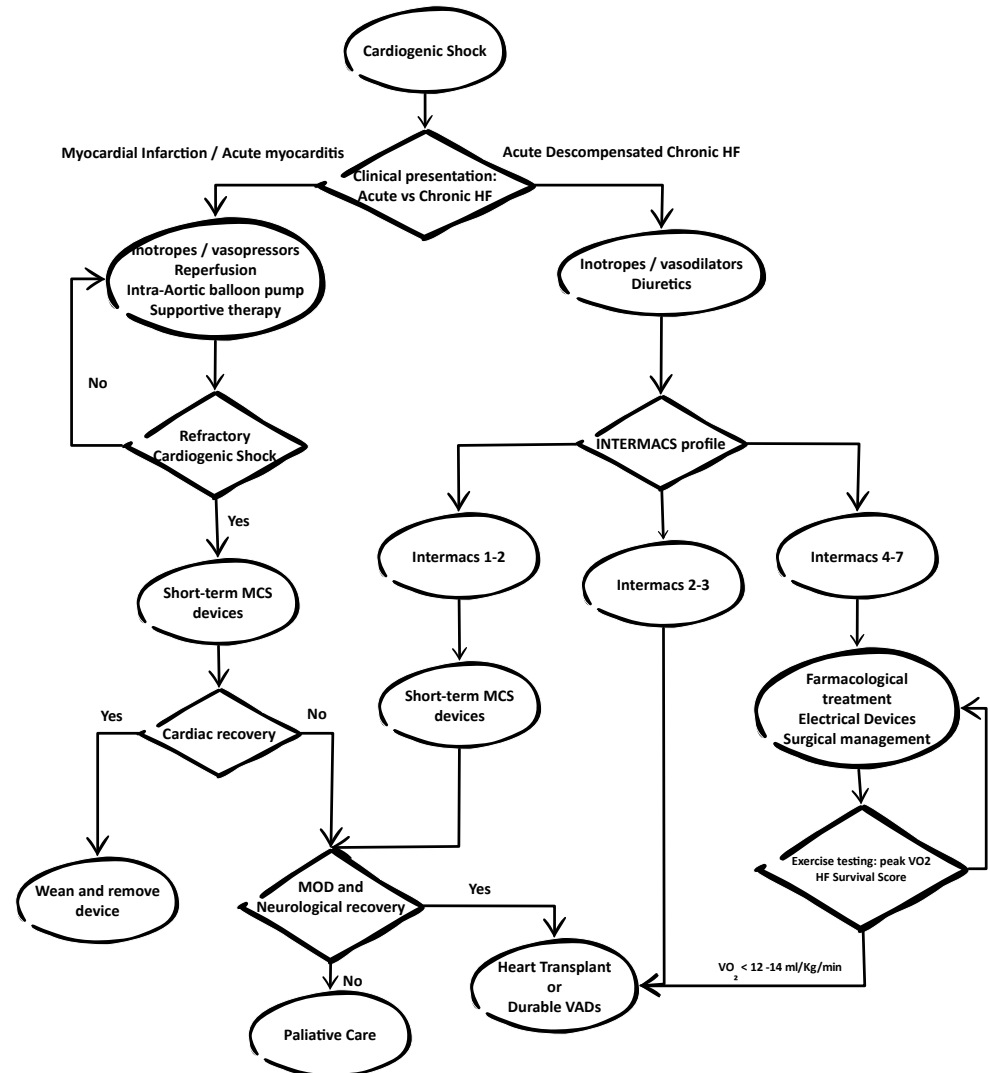 Cardiogenic Shock
Myocardial Infarction / Acute myocarditis
Acute Descompensated Chronic HF
Clinical presentation:
Acute vs Chronic HF
Inotropes / vasopressors
Reperfusion
Intra-Aortic balloon pump
Supportive therapy
Inotropes / vasodilators
Diuretics
No
Refractory
Cardiogenic Shock
INTERMACS profile
Yes
Intermacs 1-2
Intermacs 2-3
Intermacs 4-7
Short-term MCS
devices
Short-term MCS
devices
Farmacological
treatment
Electrical Devices
Surgical management
Yes
No
Cardiac recovery
Exercise testing: peak VO2
HF Survival Score
Wean and remove
device
MOD and
Neurological recovery
Yes
No
Heart Transplant
or
Durable VADs
VO₂ < 12 -14 ml/Kg/min
Paliative Care